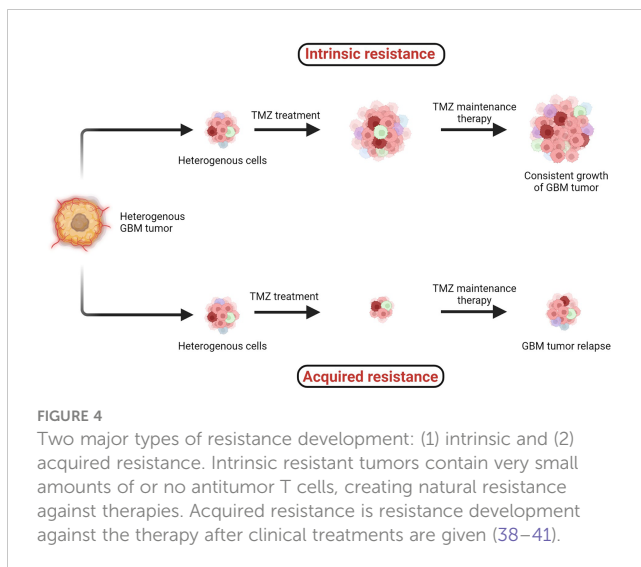 Intrinsic resistance
TMZ treatment
TMZ maintenance
therapy
Heterogenous cells
Consistent growth
of GBM tumor
Heterogenous
GBM tumor
TMZ treatment
TMZ maintenance
therapy
Heterogenous cells
GBM tumor relapse
Acquired resistance
FIGURE 4
Two major types of resistance development: (1) intrinsic and (2)
acquired resistance. Intrinsic resistant tumors contain very small
amounts of or no antitumor T cells, creating natural resistance
against therapies. Acquired resistance is resistance development
against the therapy after clinical treatments are given (38–41).